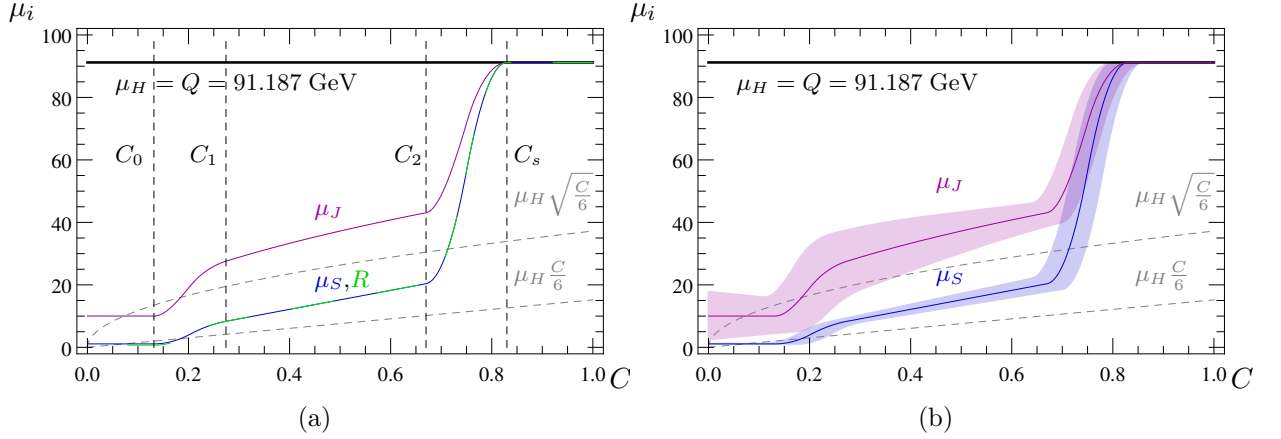 μ_i
100
80
60
40
20
0
μ_H = Q = 91.187 GeV
C_0
C_1
C_2
C_s
μ_J
μ_H √(C/6)
μ_S,R
μ_H C/6
0.0 0.2 0.4 0.6 0.8 1.0 C
(a)
μ_i
100
80
60
40
20
0
μ_H = Q = 91.187 GeV
μ_J
μ_H √(C/6)
μ_S
μ_H C/6
0.0 0.2 0.4 0.6 0.8 1.0 C
(b)